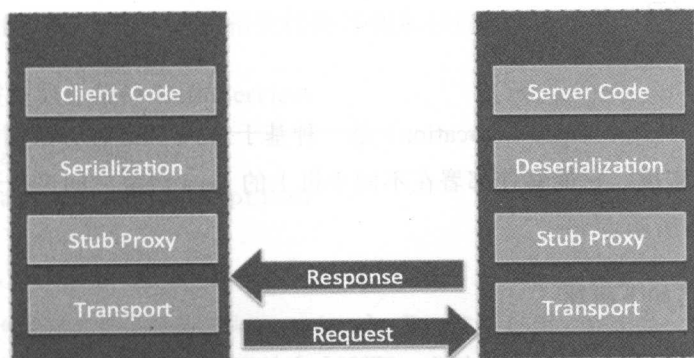 Client Code
Serialization
Stub Proxy
Transport
Server Code
Deserialization
Stub Proxy
Transport
Response
Request